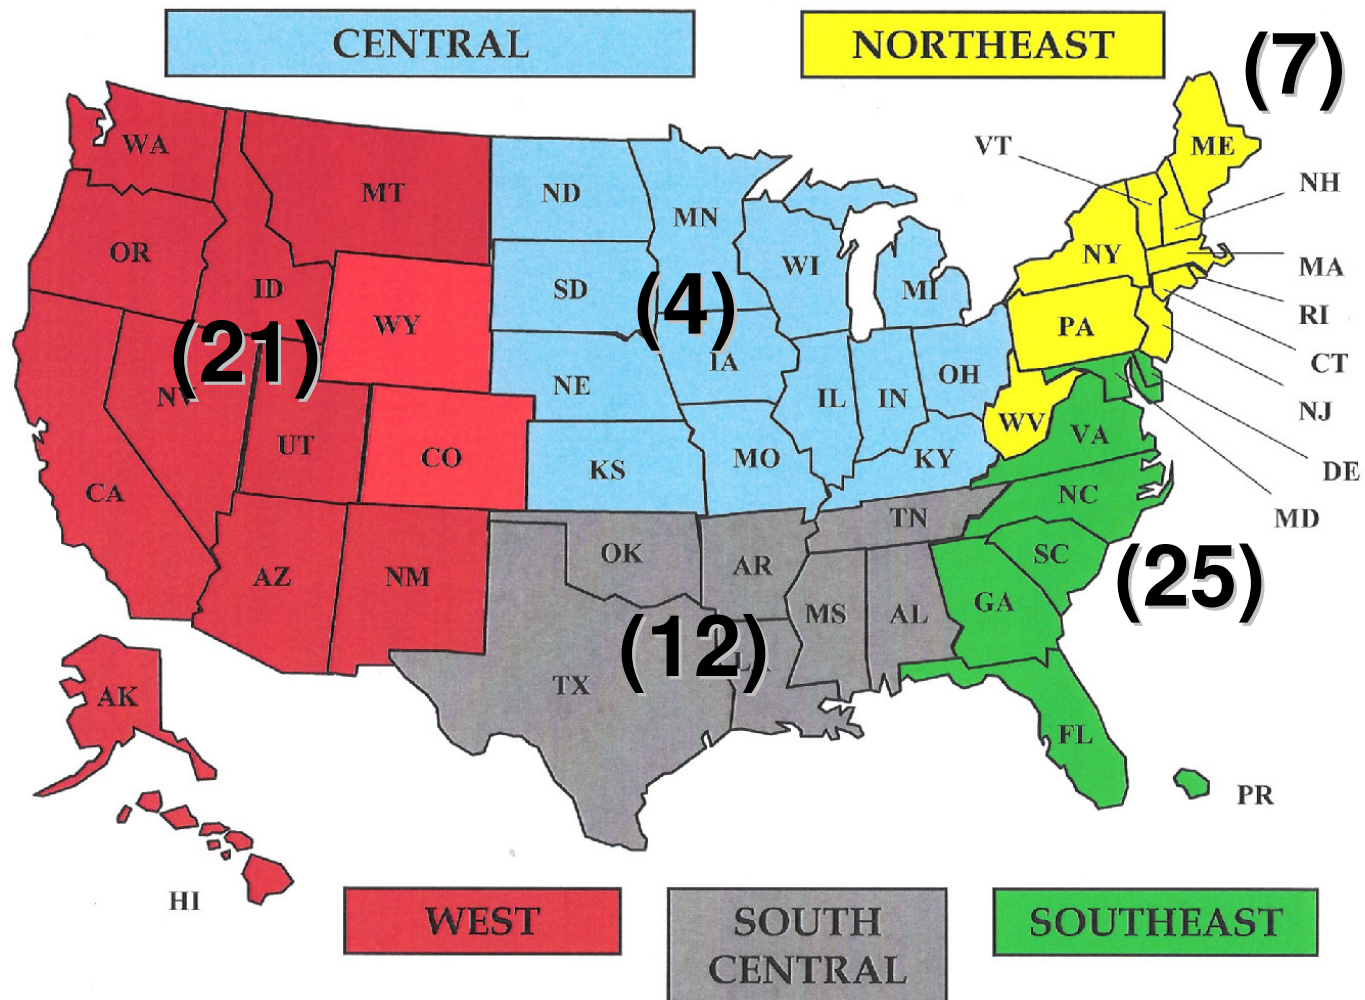 CENTRAL
NORTHEAST
(7)
WA
MT
ND
MN
VT
ME
NH
OR
ID
SD
WI
MI
NY
MA
WY
(4)
PA
RI
(21)
NV
NE
IA
IL
IN
OH
CT
NJ
UT
CO
KS
MO
KY
WV
VA
DE
CA
NC
MD
TN
AZ
NM
OK
AR
SC
(25)
MS
AL
GA
(12)
LA
TX
AK
FL
PR
HI
WEST
SOUTH
CENTRAL
SOUTHEAST